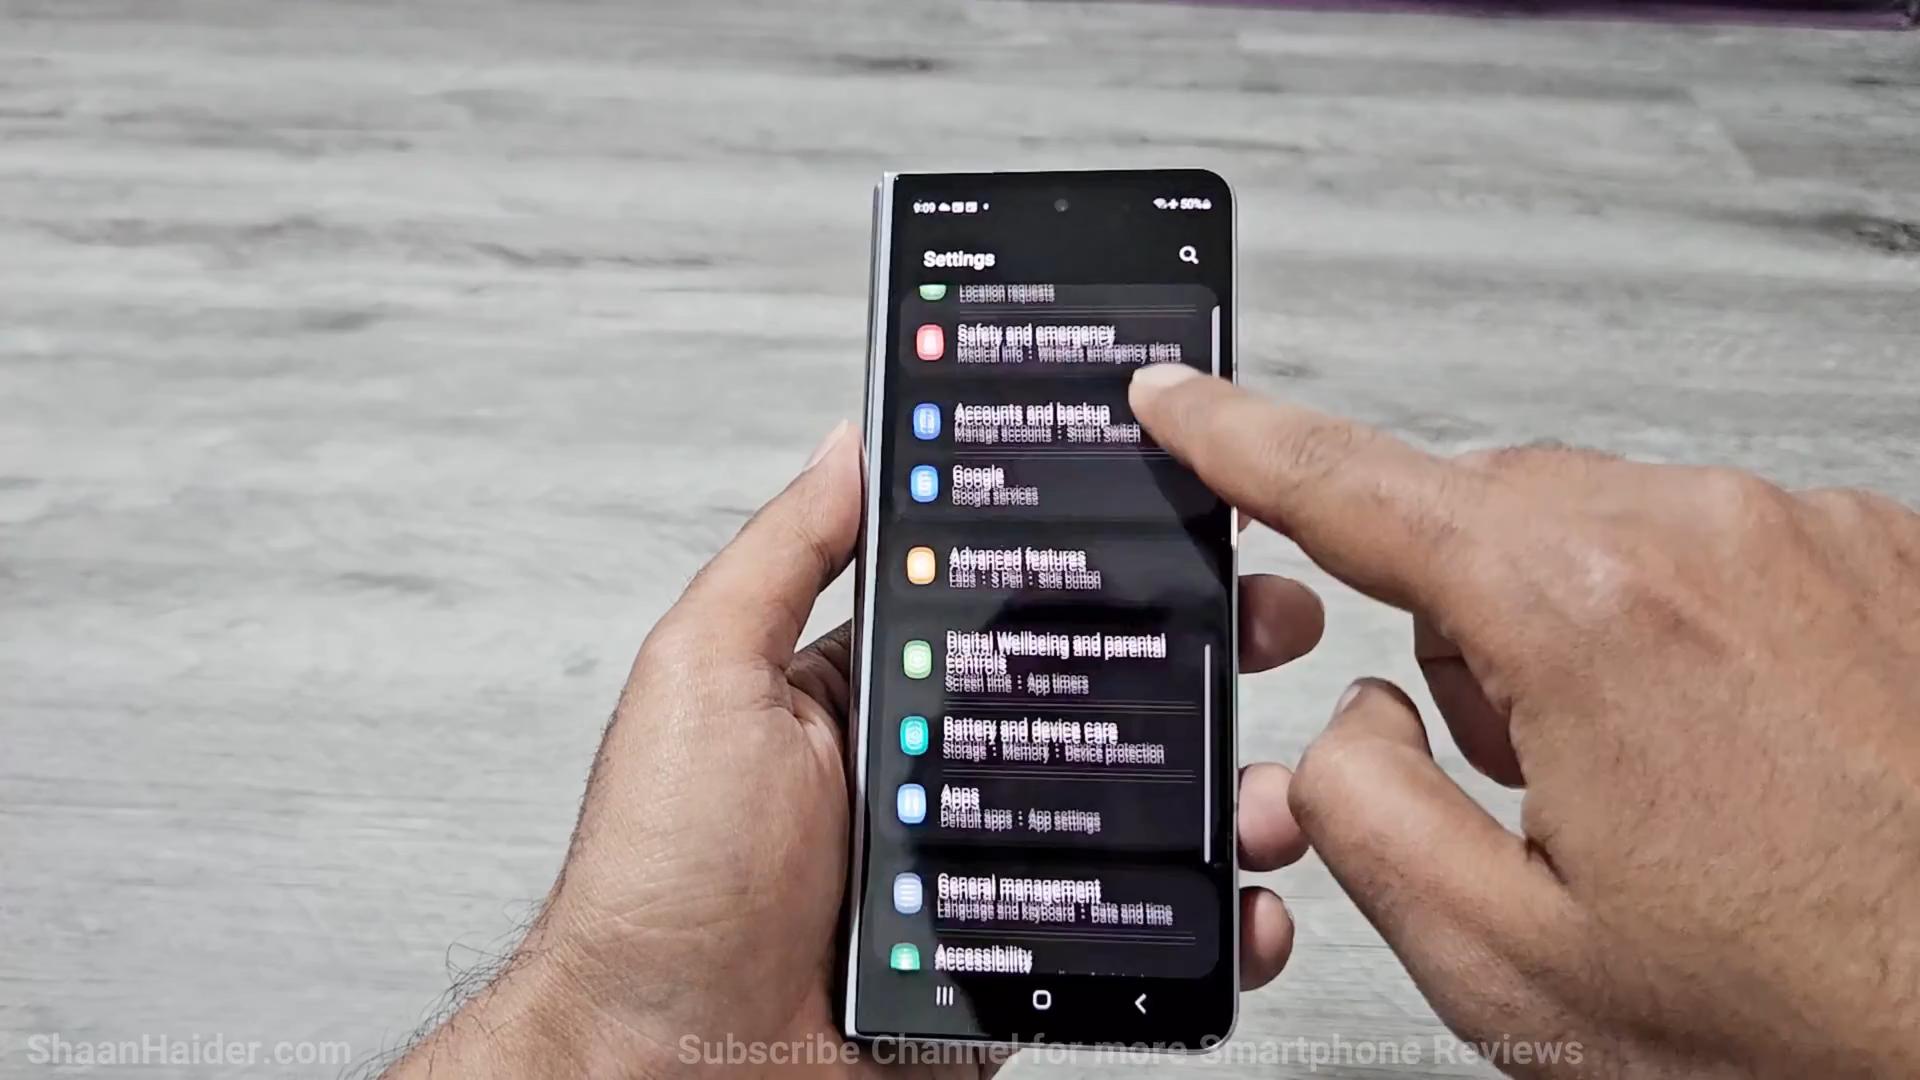 9:09
50%
Settings
Location requests
Safety and emergency
Medical info • Wireless emergency alerts
Accounts and backup
Manage accounts • Smart Switch
Google
Google services
Advanced features
Labs • S Pen • Side button
Digital Wellbeing and parental
controls
Screen time • App timers
Battery and device care
Storage • Memory • Device protection
Apps
Default apps • App settings
General management
Language and keyboard • Date and time
Accessibility
ShaanHaider.com
Subscribe Channel for more Smartphone Reviews